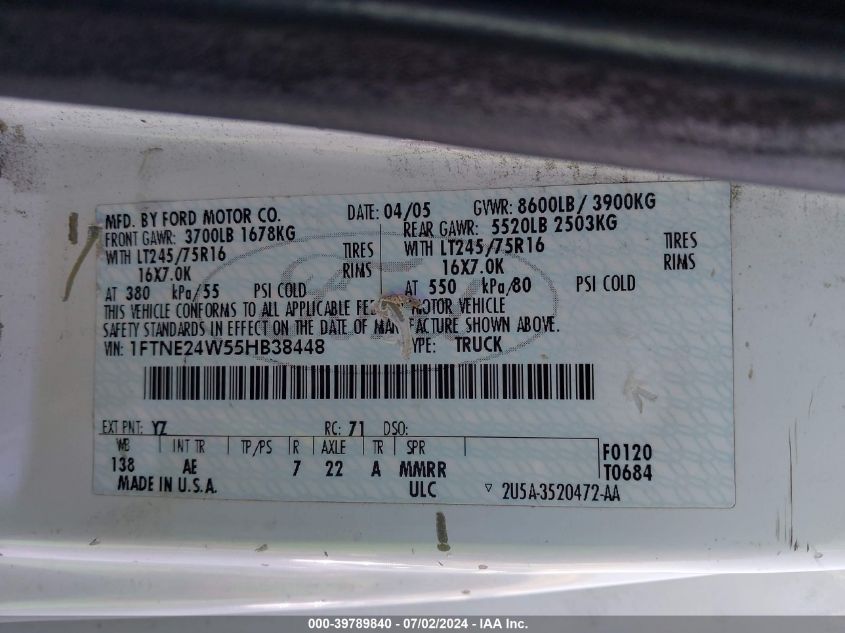 MFD. BY FORD MOTOR CO. DATE: 04/05 GVWR: 8600LB / 3900KG
FRONT GAWR: 3700LB 1678KG REAR GAWR: 5520LB 2503KG
WITH LT245/75R16 TIRES WITH LT245/75R16 TIRES
16X7.0K RIMS 16X7.0K RIMS
AT 380 kPa/55 PSI COLD AT 550 kPa/80 PSI COLD
THIS VEHICLE CONFORMS TO ALL APPLICABLE MOTOR VEHICLE
SAFETY STANDARDS IN EFFECT ON THE DATE OF MANUFACTURE SHOWN ABOVE.
VIN: 1FTNE24W55HB38448 TYPE: TRUCK
EXT PNT: YZ RC: 71 DSO:
WB INT TR TP/PS R AXLE TR SPR F0120
138 AE 7 22 A MMRR T0684
MADE IN U.S.A. ULC ▽ 2U5A-3520472-AA
000-39789840 - 07/02/2024 - IAA Inc.